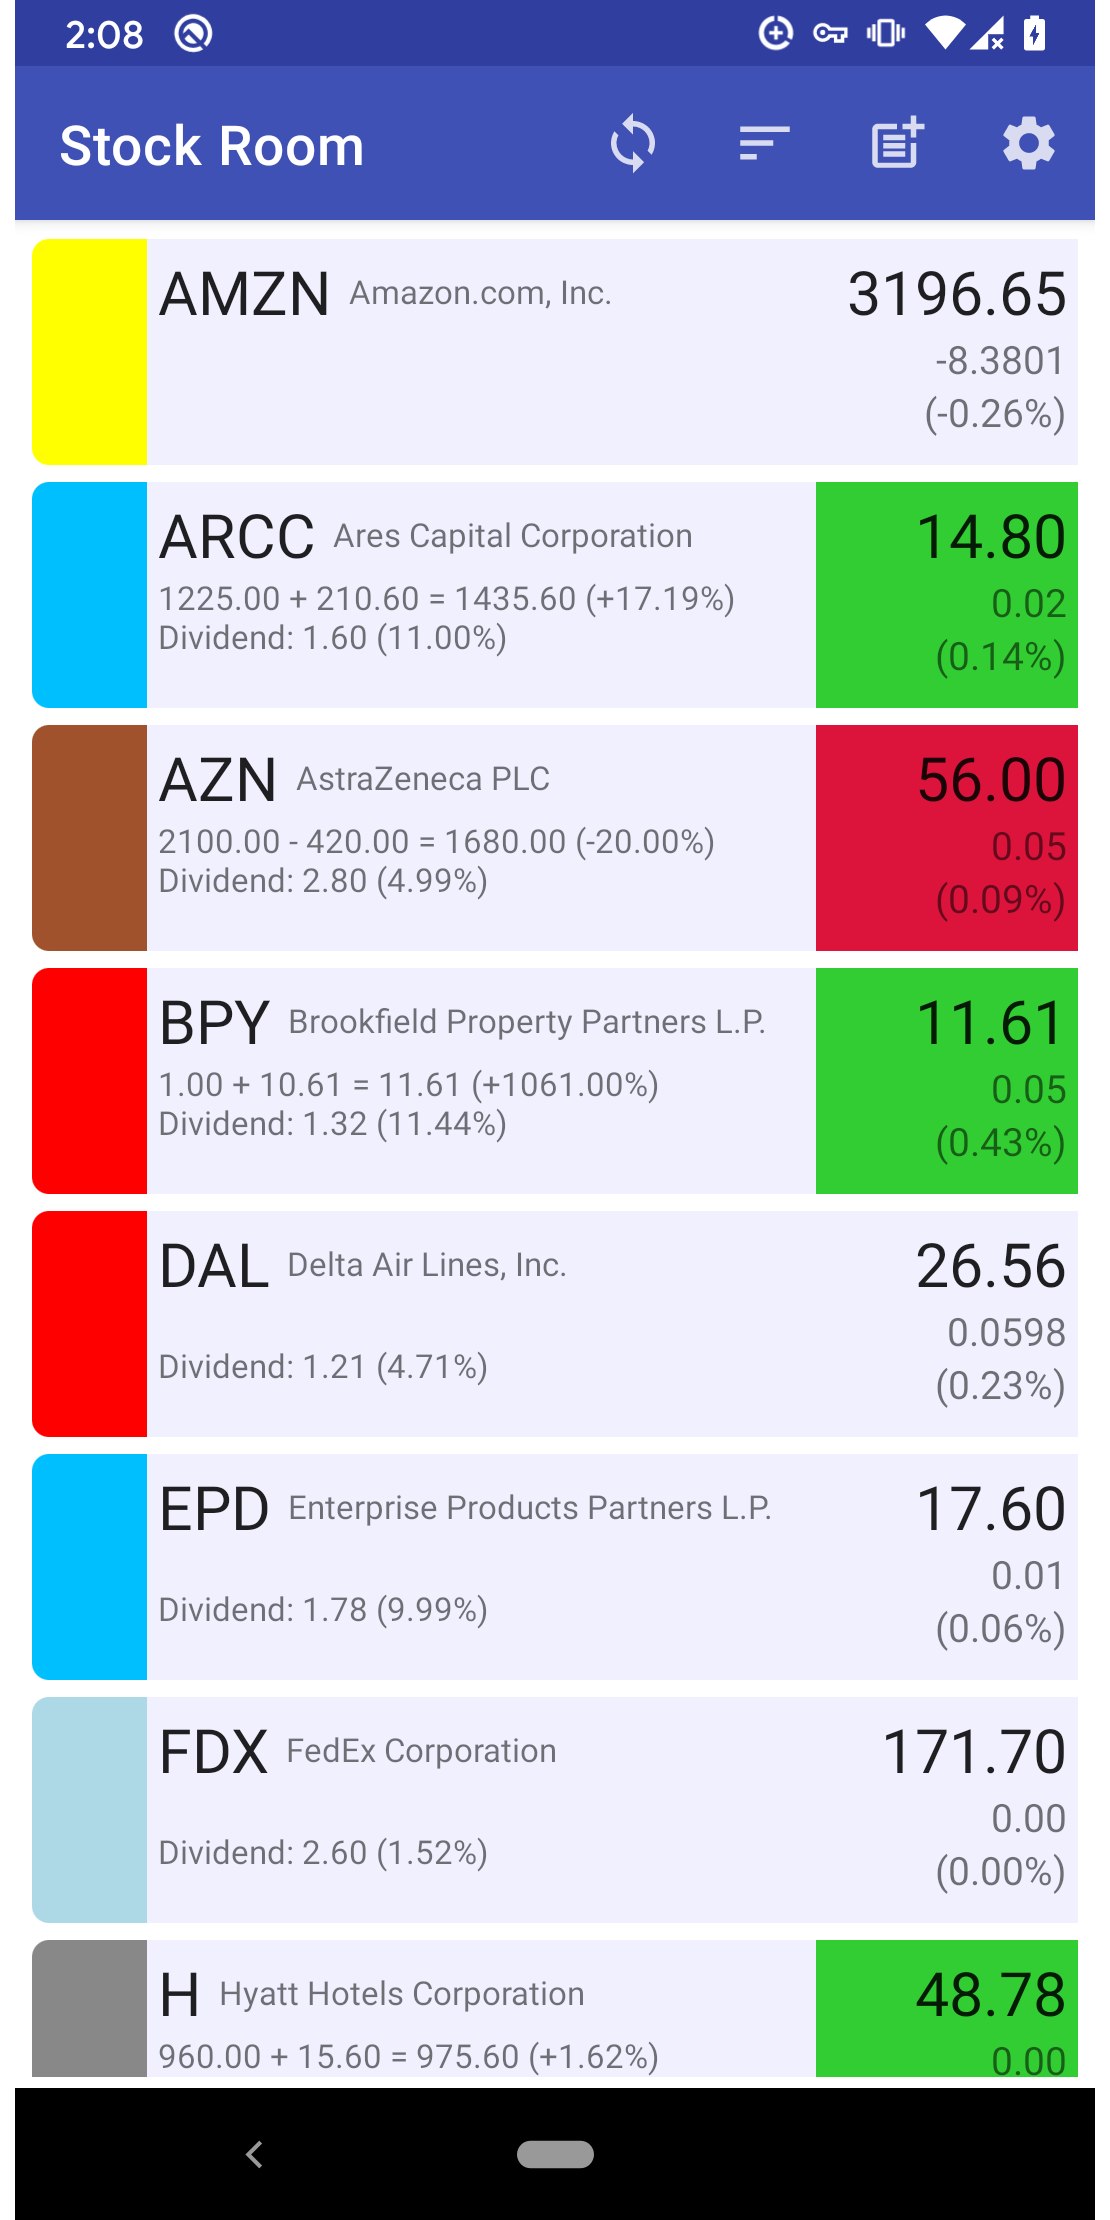 2:08
Stock Room
AMZN Amazon.com, Inc. 3196.65
-8.3801
(-0.26%)
ARCC Ares Capital Corporation 14.80
1225.00 + 210.60 = 1435.60 (+17.19%) 0.02
Dividend: 1.60 (11.00%) (0.14%)
AZN AstraZeneca PLC 56.00
2100.00 - 420.00 = 1680.00 (-20.00%) 0.05
Dividend: 2.80 (4.99%) (0.09%)
BPY Brookfield Property Partners L.P. 11.61
1.00 + 10.61 = 11.61 (+1061.00%) 0.05
Dividend: 1.32 (11.44%) (0.43%)
DAL Delta Air Lines, Inc. 26.56
0.0598
Dividend: 1.21 (4.71%) (0.23%)
EPD Enterprise Products Partners L.P. 17.60
0.01
Dividend: 1.78 (9.99%) (0.06%)
FDX FedEx Corporation 171.70
0.00
Dividend: 2.60 (1.52%) (0.00%)
H Hyatt Hotels Corporation 48.78
960.00 + 15.60 = 975.60 (+1.62%) 0.00